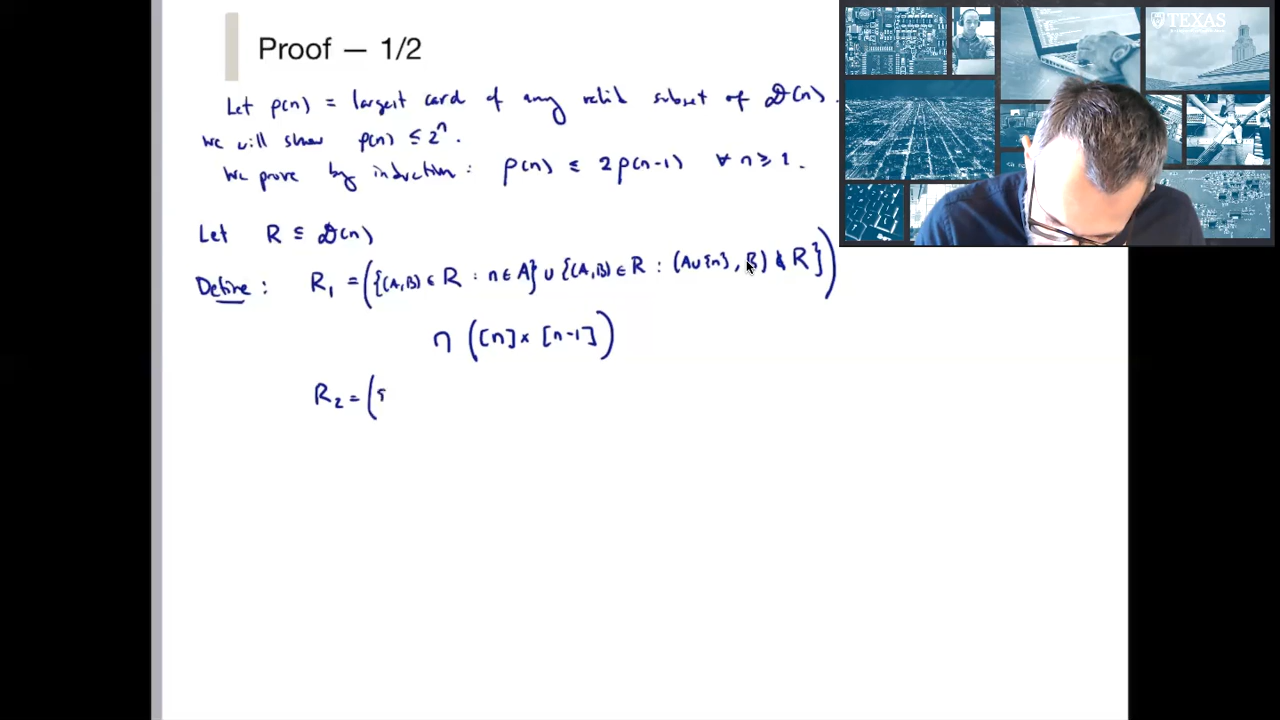 Proof — 1/2
TEXAS
Let p(n) = largest card of any valid subset of 𝒟(n).
We will show p(n) ≤ 2ⁿ.
We prove by induction : p(n) ≤ 2p(n-1) ∀ n ≥ 1.
Let R ⊆ 𝒟(n)
Define : R₁ = ({(A,B) ∈ R : n ∈ A} ∪ {(A,B) ∈ R : (A∪{n}, B) ∉ R})
∩ ([n] × [n-1])
R₂ = (